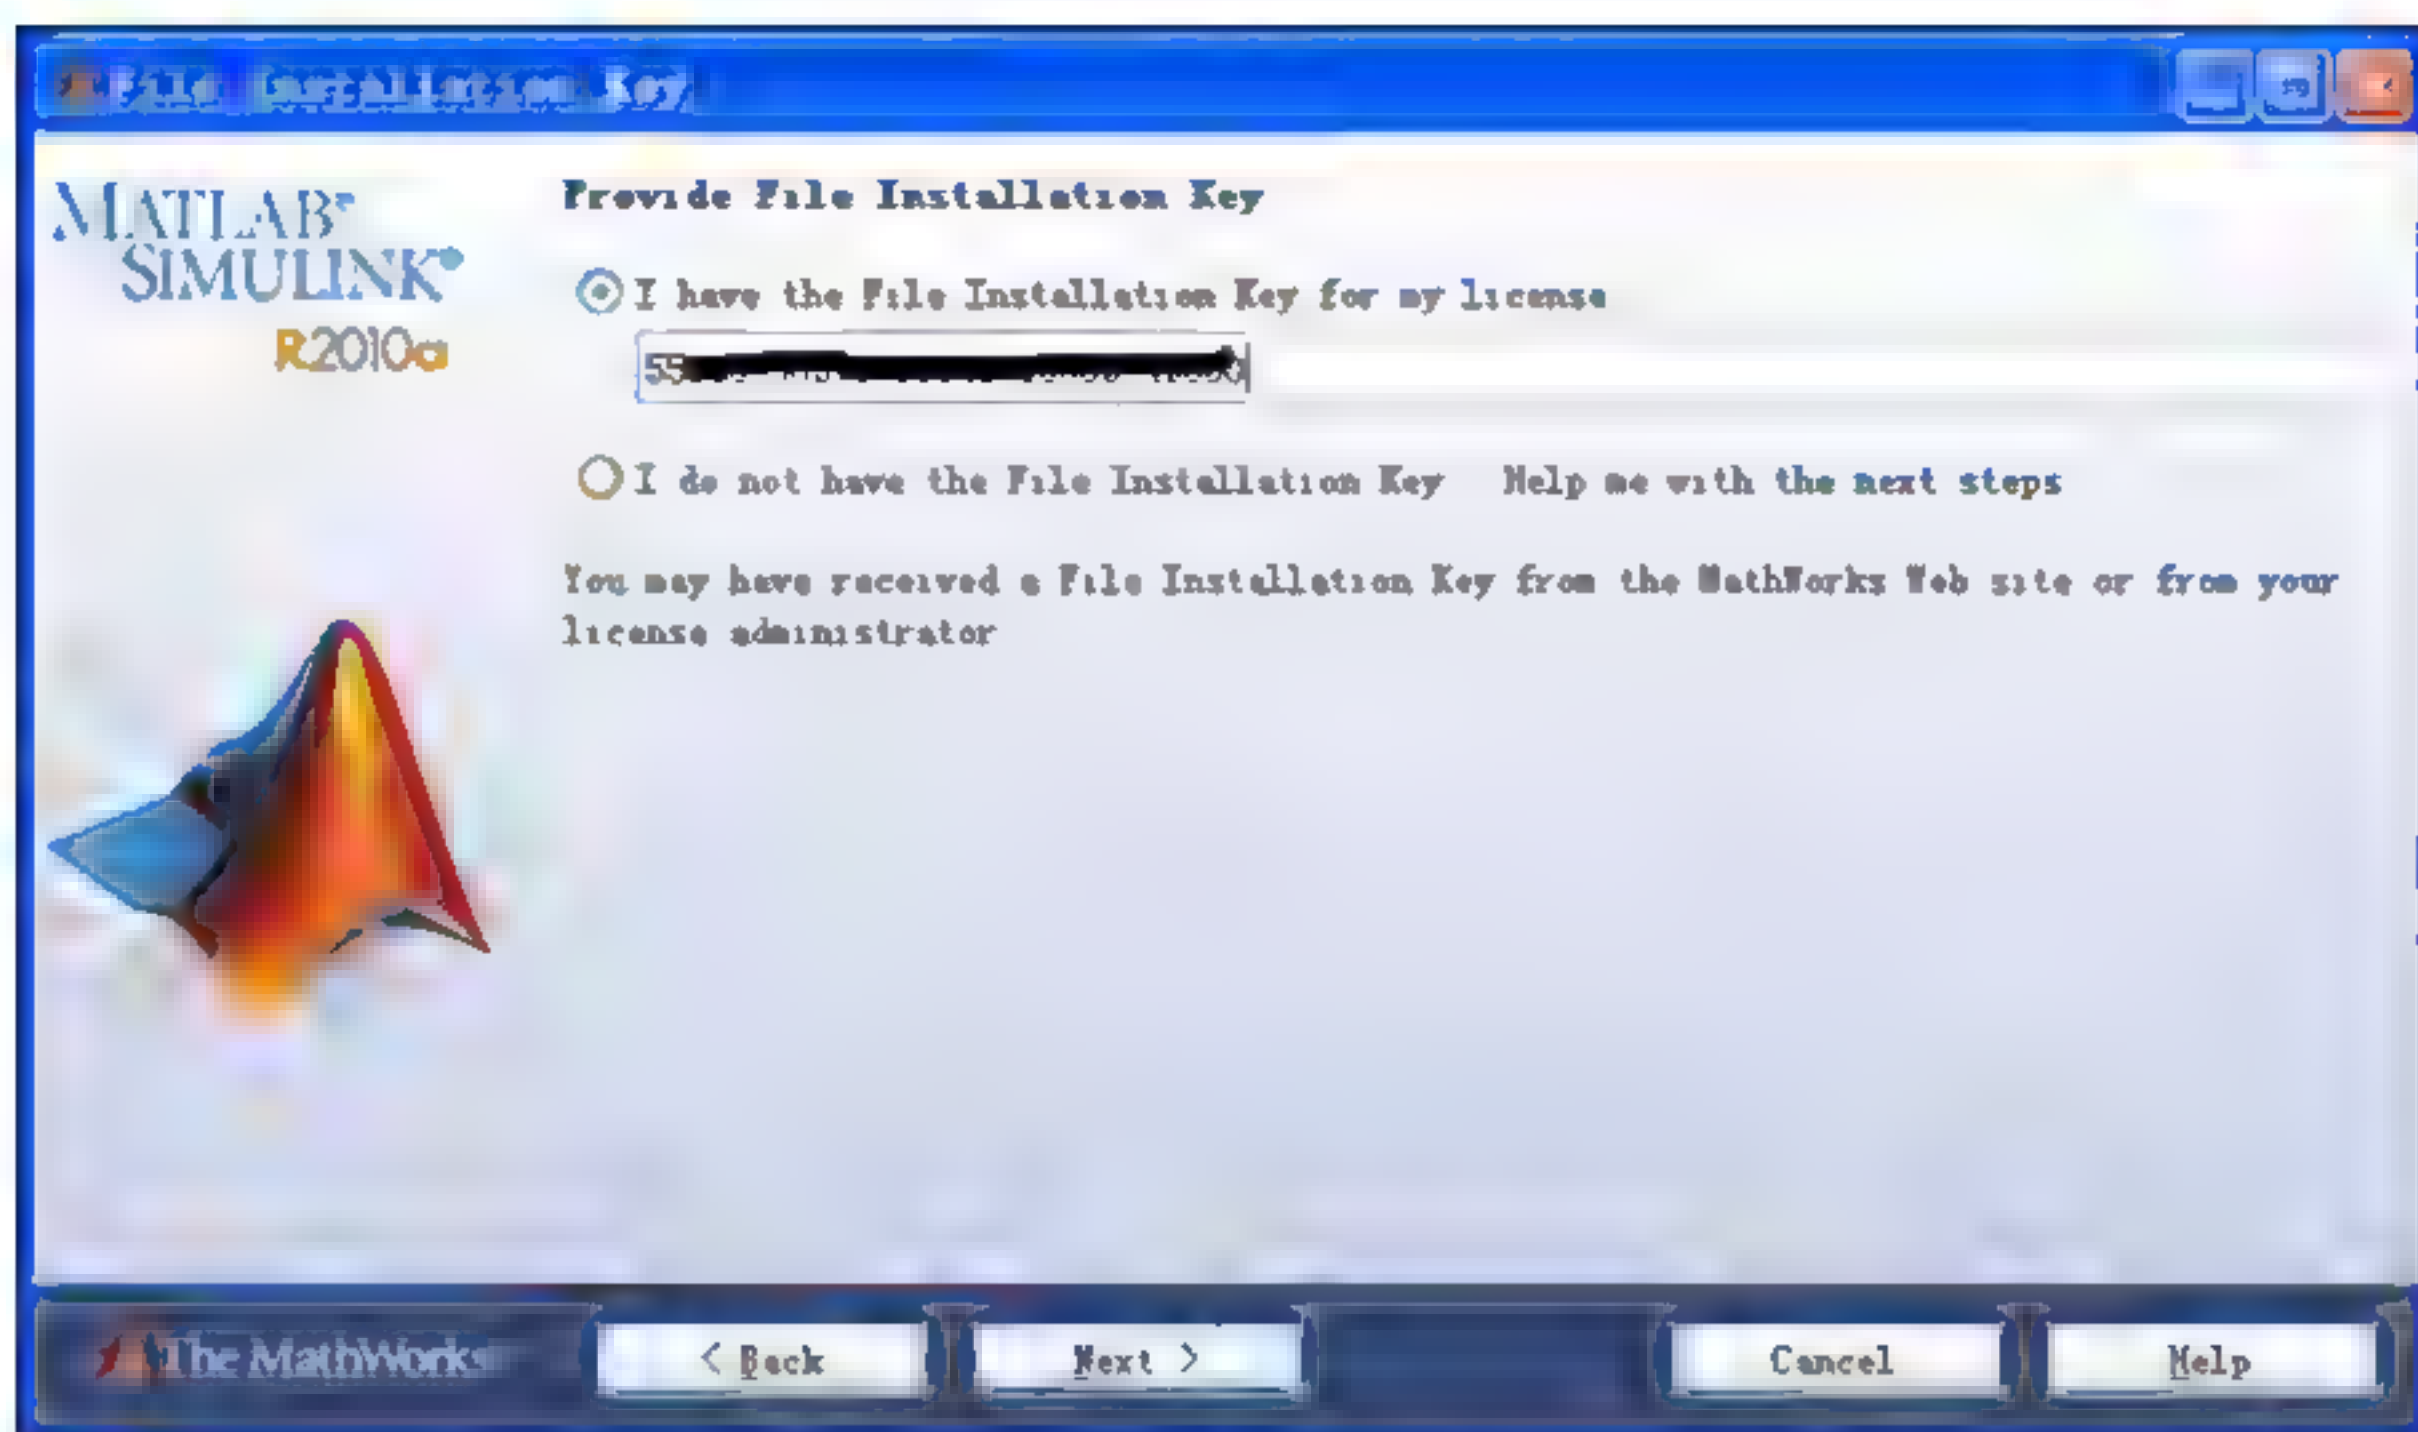 File Installation Key
MATLAB®
SIMULINK®
R2010a
Provide File Installation Key
I have the File Installation Key for my license
55
I do not have the File Installation Key Help me with the next steps
You may have received a File Installation Key from the MathWorks Web site or from your
license administrator
The MathWorks
< Back
Next >
Cancel
Help